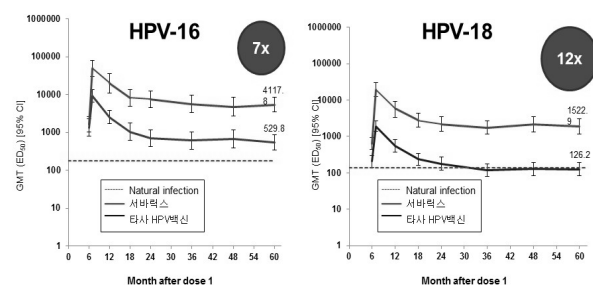 HPV-16
7x
GMT (ED50) [95% CI]
1000000
100000
10000
1000
100
10
1
4117.
8
529.8
Natural infection
서바릭스
타사 HPV백신
0 6 12 18 24 30 36 42 48 54 60
Month after dose 1
HPV-18
12x
GMT (ED50) [95% CI]
1000000
100000
10000
1000
100
10
1
1522.
9
126.2
Natural infection
서바릭스
타사 HPV백신
0 6 12 18 24 30 36 42 48 54 60
Month after dose 1